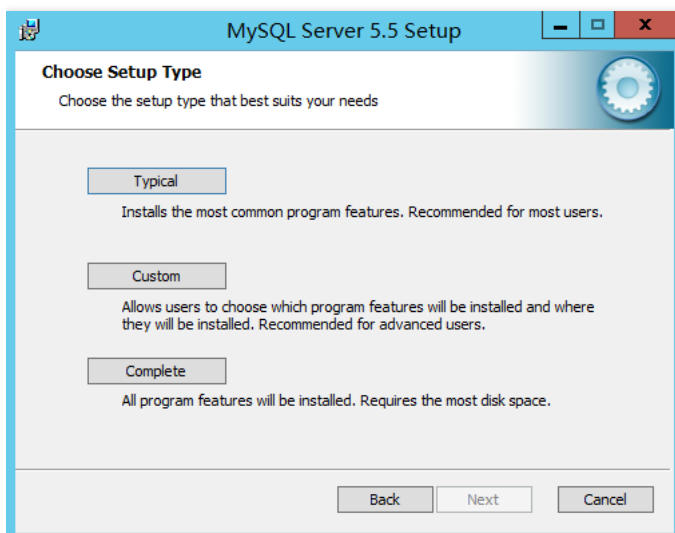 MySQL Server 5.5 Setup
Choose Setup Type
Choose the setup type that best suits your needs
Typical
Installs the most common program features. Recommended for most users.
Custom
Allows users to choose which program features will be installed and where
they will be installed. Recommended for advanced users.
Complete
All program features will be installed. Requires the most disk space.
Back Next Cancel